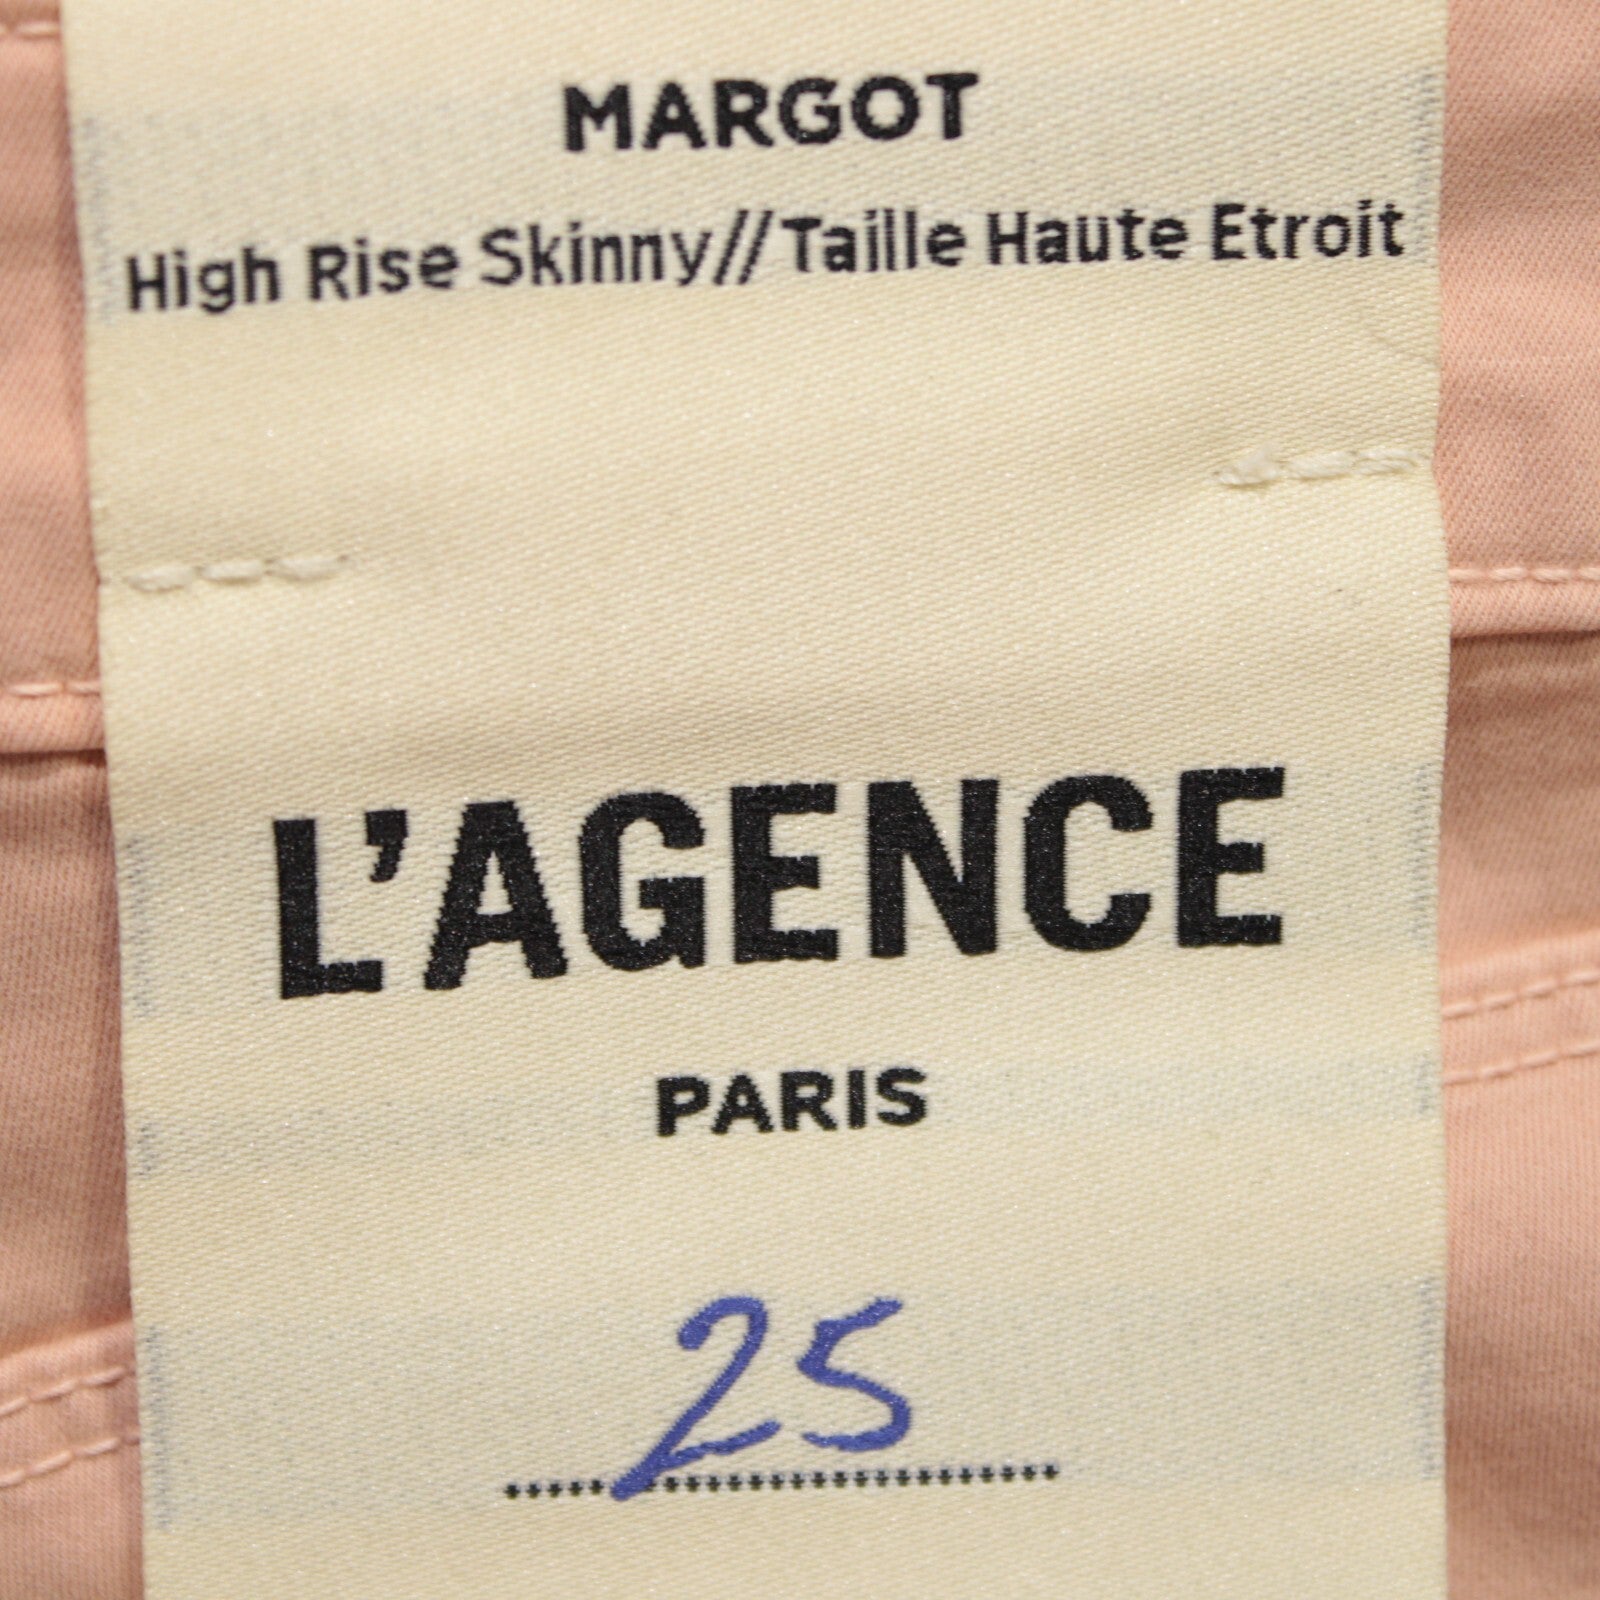 MARGOT
High Rise Skinny//Taille Haute Etroit
L'AGENCE
PARIS
25